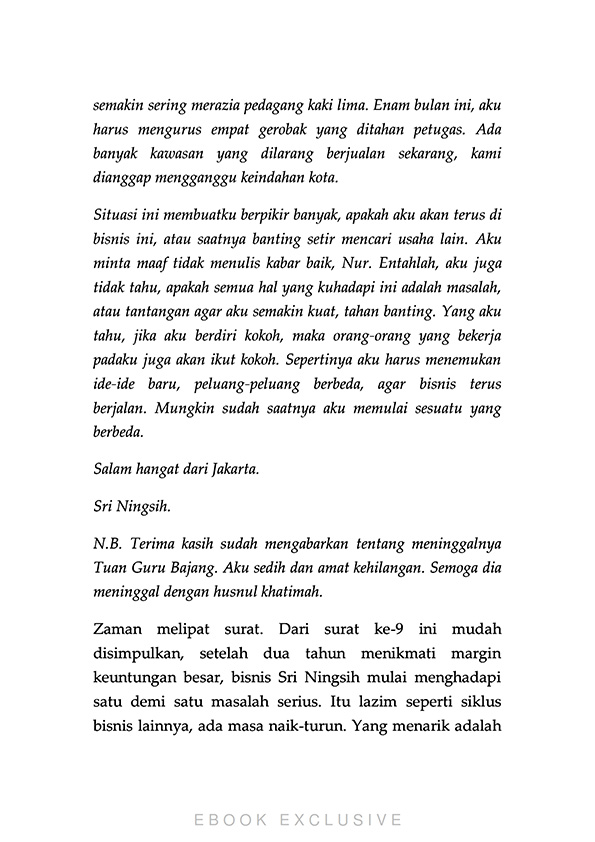 semakin sering merazia pedagang kaki lima. Enam bulan ini, aku
harus mengurus empat gerobak yang ditahan petugas. Ada
banyak kawasan yang dilarang berjualan sekarang, kami
dianggap mengganggu keindahan kota.
Situasi ini membuatku berpikir banyak, apakah aku akan terus di
bisnis ini, atau saatnya banting setir mencari usaha lain. Aku
minta maaf tidak menulis kabar baik, Nur. Entahlah, aku juga
tidak tahu, apakah semua hal yang kuhadapi ini adalah masalah,
atau tantangan agar aku semakin kuat, tahan banting. Yang aku
tahu, jika aku berdiri kokoh, maka orang-orang yang bekerja
padaku juga akan ikut kokoh. Sepertinya aku harus menemukan
ide-ide baru, peluang-peluang berbeda, agar bisnis terus
berjalan. Mungkin sudah saatnya aku memulai sesuatu yang
berbeda.
Salam hangat dari Jakarta.
Sri Ningsih.
N.B. Terima kasih sudah mengabarkan tentang meninggalnya
Tuan Guru Bajang. Aku sedih dan amat kehilangan. Semoga dia
meninggal dengan husnul khatimah.
Zaman melipat surat. Dari surat ke-9 ini mudah
disimpulkan, setelah dua tahun menikmati margin
keuntungan besar, bisnis Sri Ningsih mulai menghadapi
satu demi satu masalah serius. Itu lazim seperti siklus
bisnis lainnya, ada masa naik-turun. Yang menarik adalah
EBOOK EXCLUSIVE